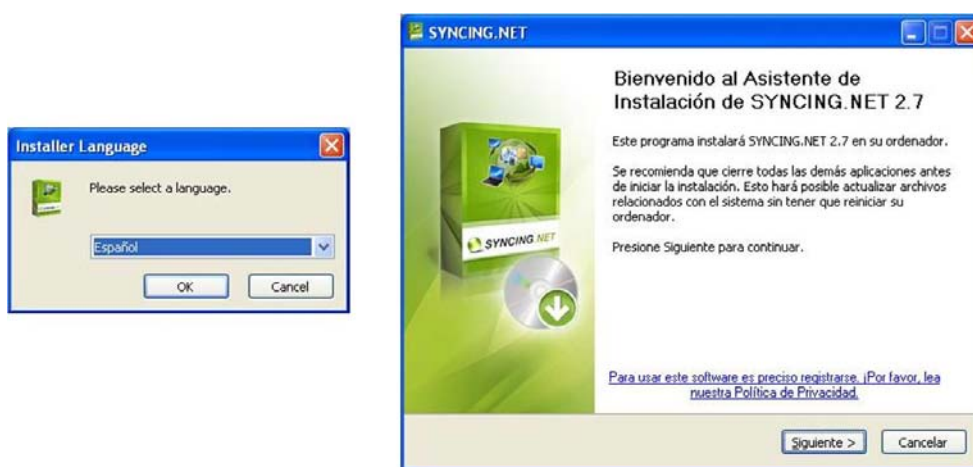 Installer Language
Please select a language.
Español
OK
Cancel
SYNCING.NET
Bienvenido al Asistente de
Instalación de SYNCING.NET 2.7
Este programa instalará SYNCING.NET 2.7 en su ordenador.
Se recomienda que cierre todas las demás aplicaciones antes
de iniciar la instalación. Esto hará posible actualizar archivos
relacionados con el sistema sin tener que reiniciar su
ordenador.
Presione Siguiente para continuar.
SYNCING.NET
Para usar este software es preciso registrarse. ¡Por favor, lea
nuestra Política de Privacidad.
Siguiente >
Cancelar